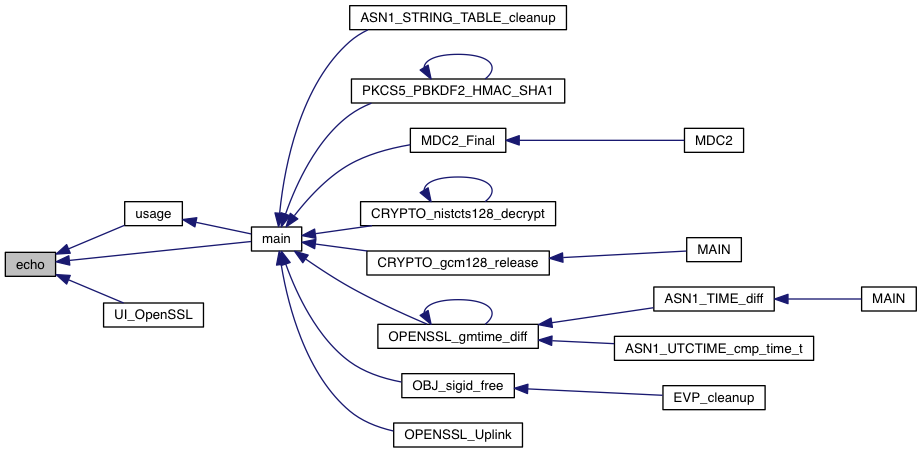 ASN1_STRING_TABLE_cleanup
PKCS5_PBKDF2_HMAC_SHA1
MDC2_Final
MDC2
usage
CRYPTO_nistcts128_decrypt
main
MAIN
echo
CRYPTO_gcm128_release
ASN1_TIME_diff
MAIN
UI_OpenSSL
OPENSSL_gmtime_diff
ASN1_UTCTIME_cmp_time_t
OBJ_sigid_free
EVP_cleanup
OPENSSL_Uplink